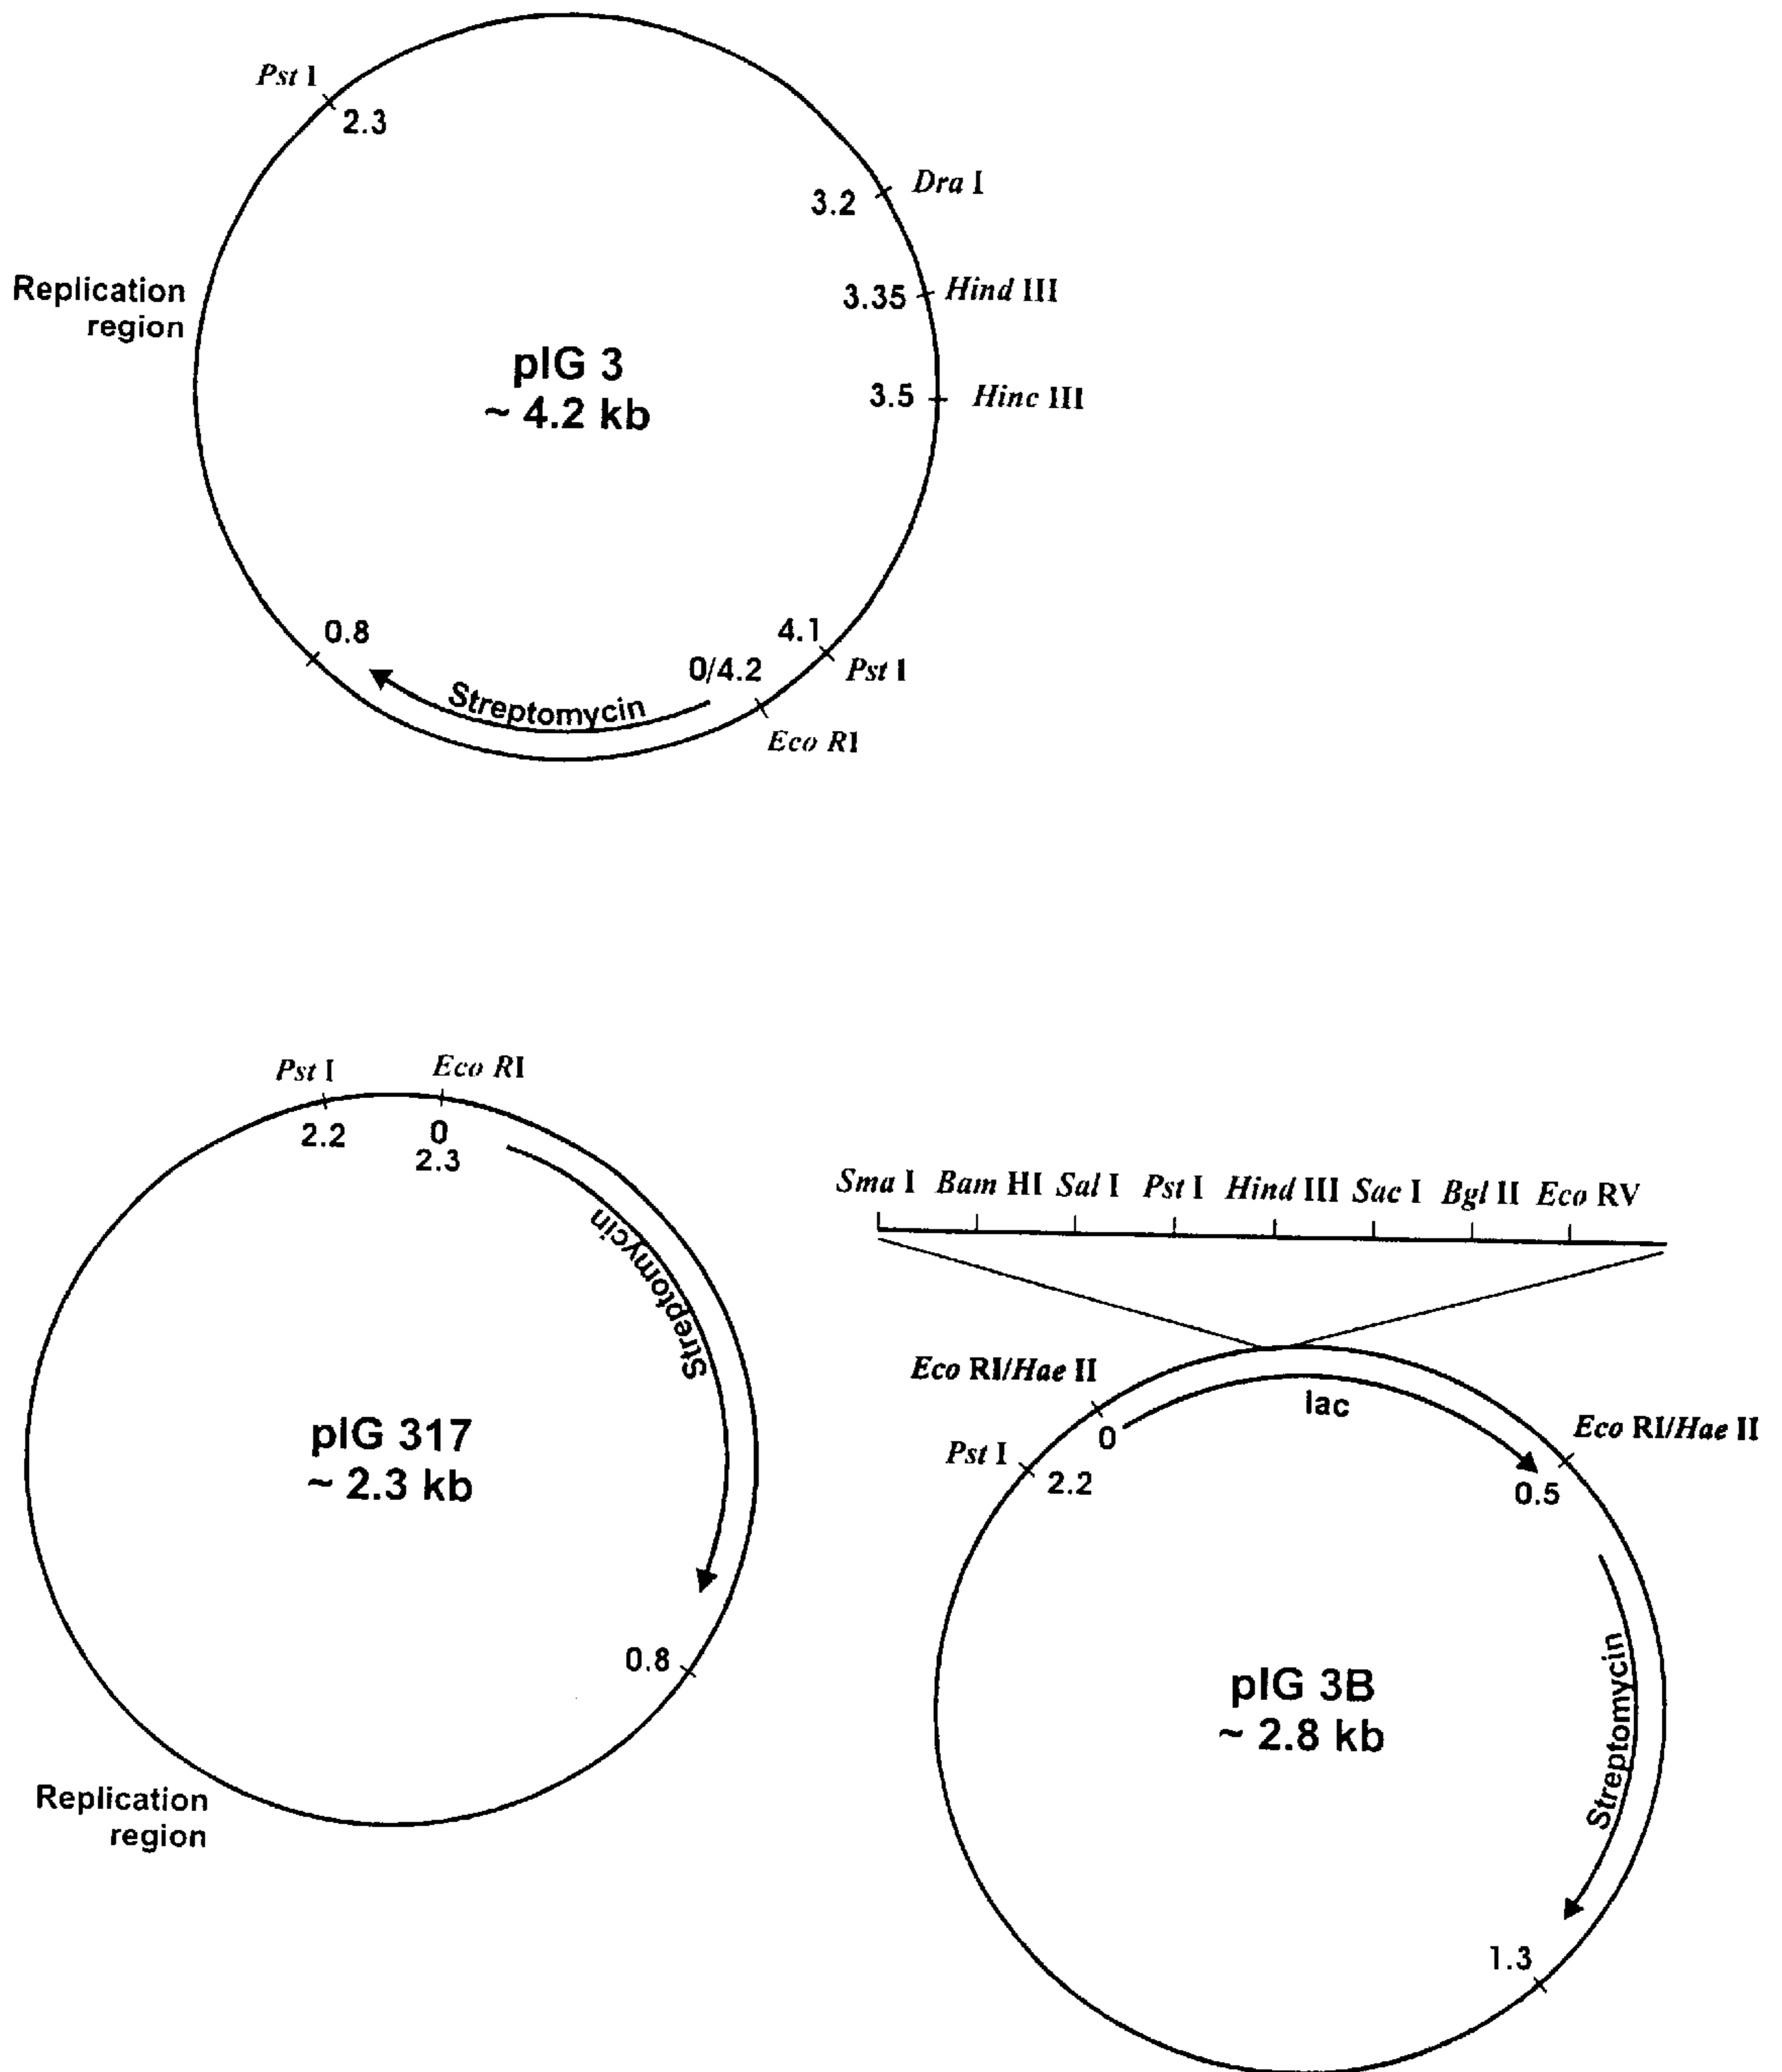 Pst I
2.3
Dra I
3.2
Replication
region
3.35
Hind III
pIG 3
~ 4.2 kb
3.5
Hinc III
0.8
4.1
0/4.2
Pst I
Streptomycin
Eco RI
Pst I
Eco RI
2.2
0
2.3
Streptomycin
pIG 317
~ 2.3 kb
0.8
Replication
region
Sma I Bam HI Sal I Pst I Hind III Sac I Bgl II Eco RV
Eco RI/Hae II
lac
Eco RI/Hae II
0
Pst I
2.2
0.5
Streptomycin
pIG 3B
~ 2.8 kb
1.3